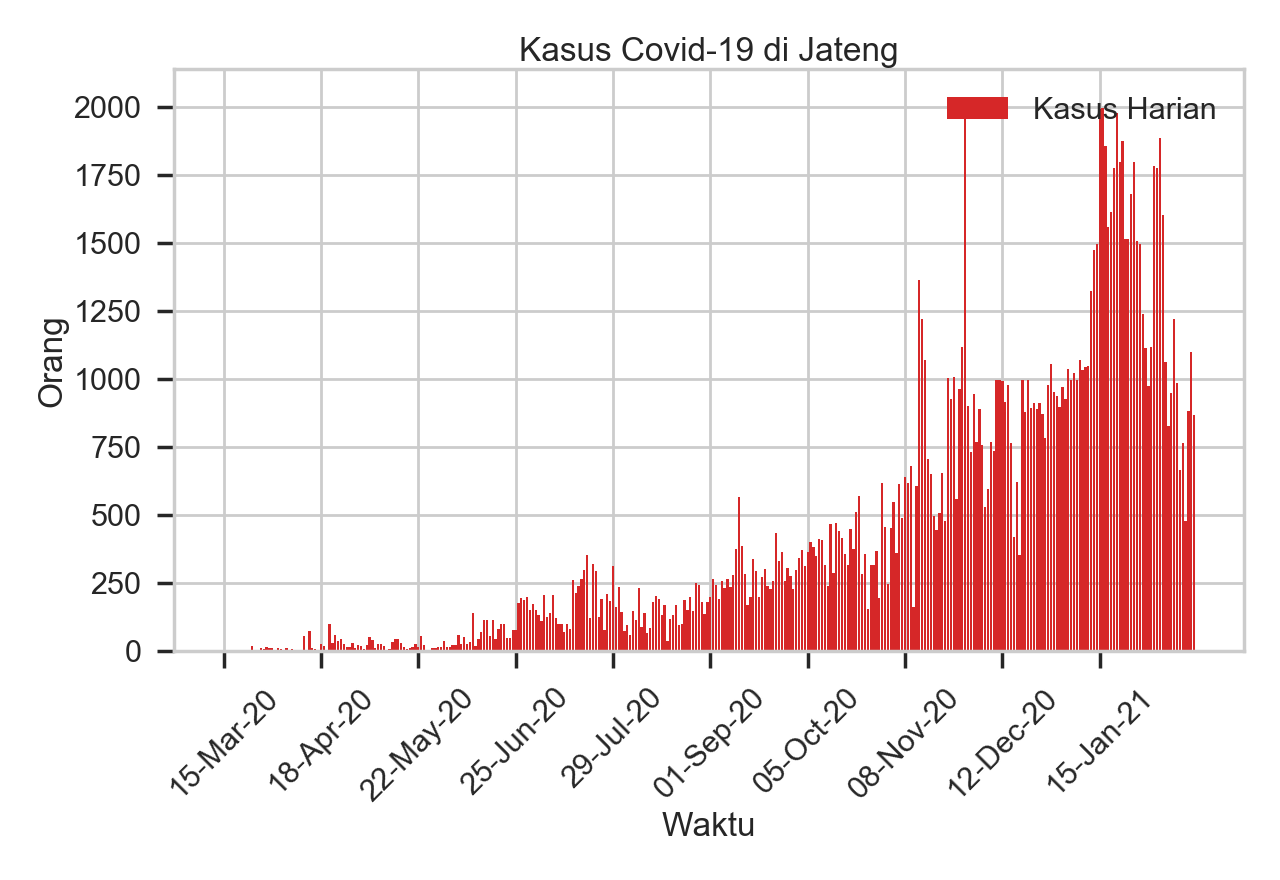 Kasus Covid-19 di Jateng
Kasus Harian
2000
1750
1500
1250
1000
750
500
250
0
Orang
15-Mar-20
18-Apr-20
22-May-20
25-Jun-20
29-Jul-20
01-Sep-20
05-Oct-20
08-Nov-20
12-Dec-20
15-Jan-21
Waktu